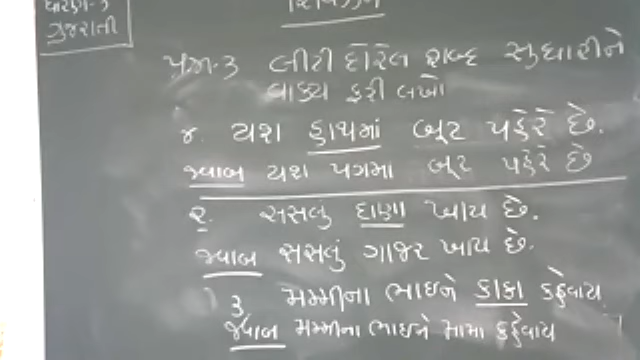 ધોરણ-૩
ગુજરાતી
પ્રશ્ન-૩ લીટી દોરેલ શબ્દ સુધારીને
વાક્ય ફરી લખો
૧. યશ હાથમાં બૂટ પહેરે છે.
જવાબ યશ પગમા બૂટ પહેરે છે
૨. સસલું દાણા ખાય છે.
જવાબ સસલું ગાજર ખાય છે.
૩ મમ્મીના ભાઇને કાકા કહેવાય
જવાબ મમ્મીના ભાઇને મામા કહેવાય